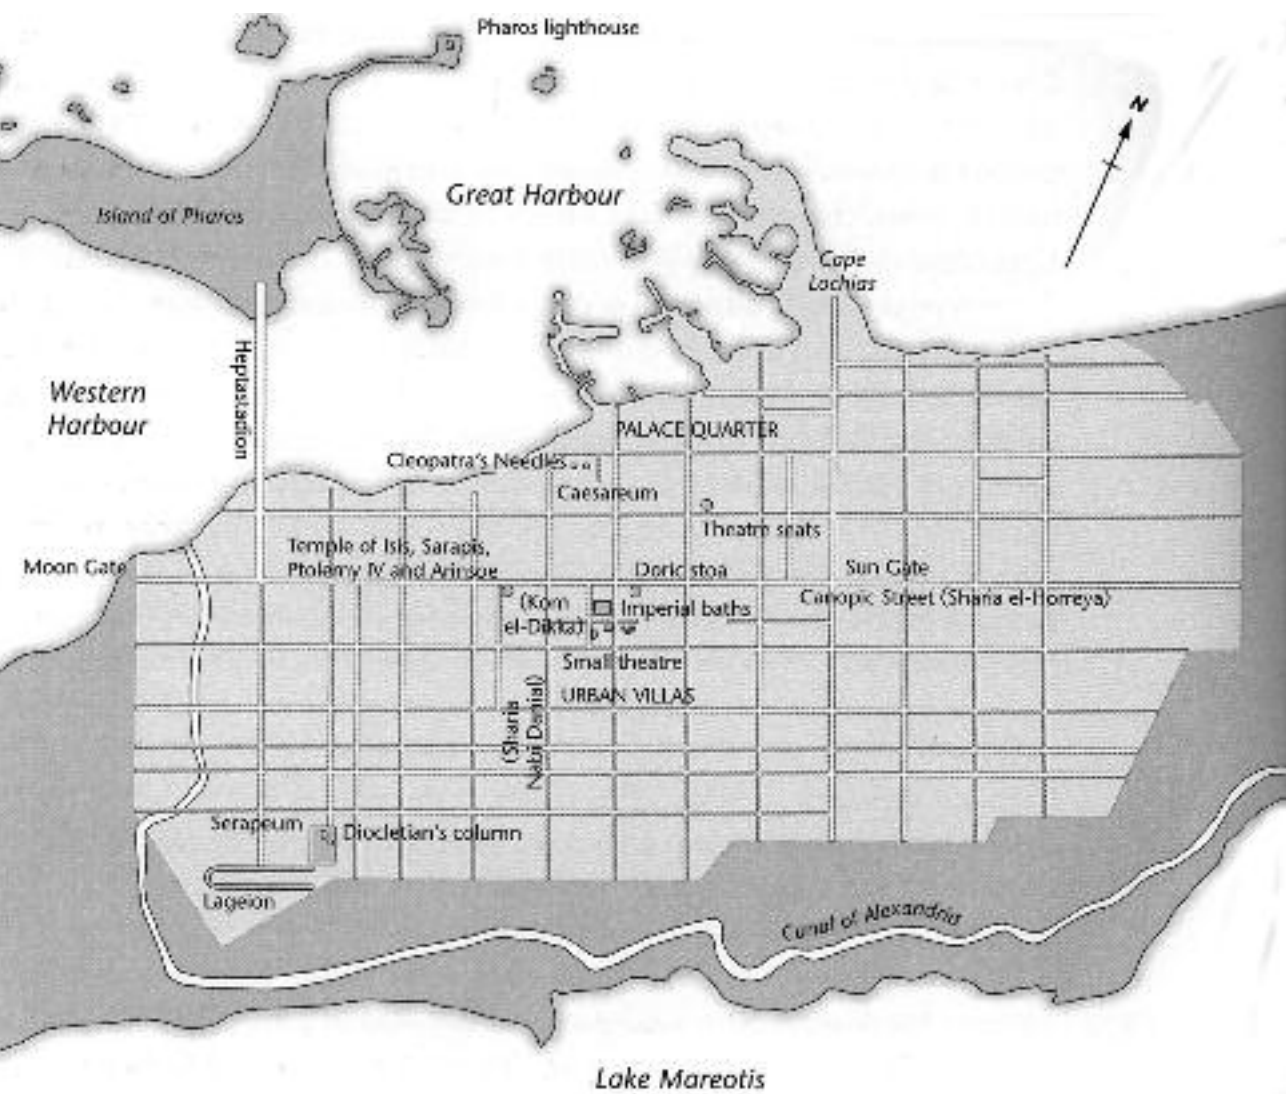 Pharos lighthouse
N
Great Harbour
Island of Pharos
Cape
Lochias
Heptastadion
Western
Harbour
PALACE QUARTER
Cleopatra's Needles
Caesareum
Theatre seats
Temple of Isis, Sarapis,
Ptolemy IV and Arinsoe
Moon Gate
Doric stoa
Sun Gate
Canopic Street (Sharia el-Horreya)
(Kom
el-Dikka)
Imperial baths
Small theatre
URBAN VILLAS
(Sharia
Nabi Danial)
Serapeum
Diocletian's column
Lageion
Canal of Alexandria
Lake Mareotis